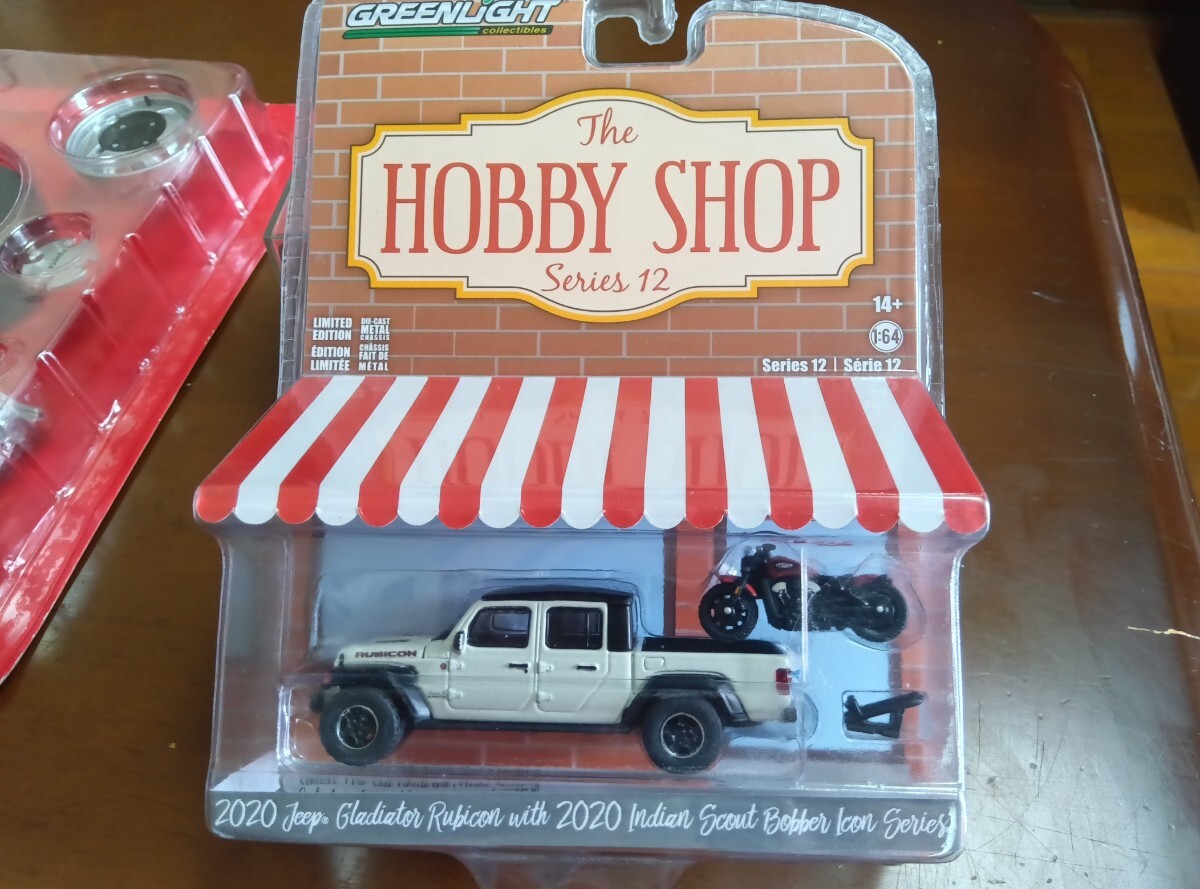 GREENLIGHT
collectibles
The
HOBBY SHOP
Series 12
14+
1:64
LIMITED
EDITION
DIE-CAST
METAL
CHASSIS
ÉDITION
LIMITÉE
CHÂSSIS
FAIT DE
MÉTAL
Series 12 | Série 12
RUBICON
2020 Jeep® Gladiator Rubicon with 2020 Indian Scout Bobber Icon Series